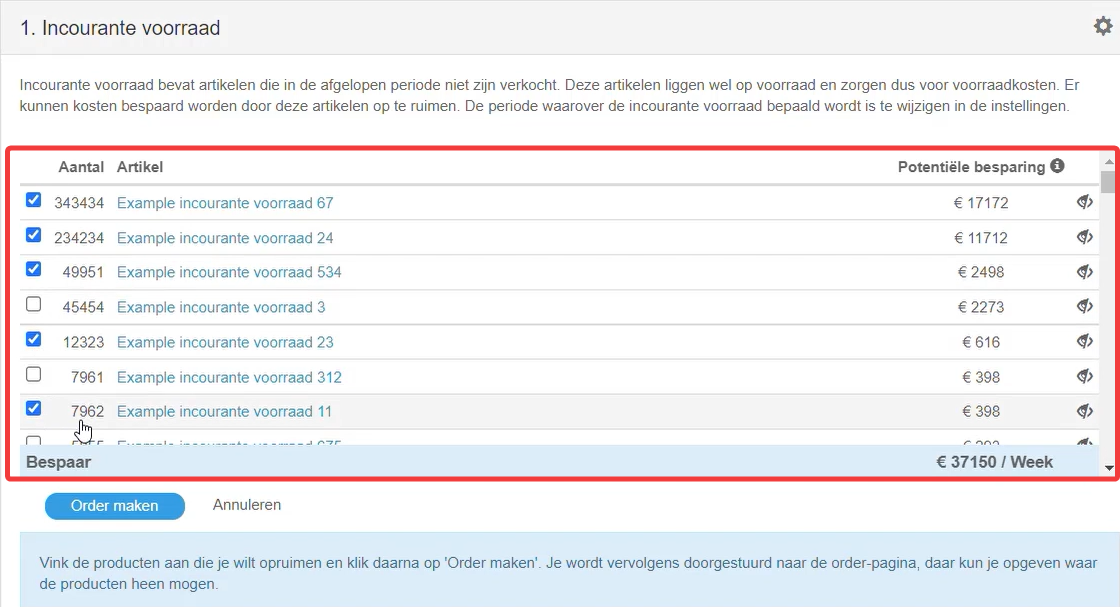 1. Incourante voorraad
Incourante voorraad bevat artikelen die in de afgelopen periode niet zijn verkocht. Deze artikelen liggen wel op voorraad en zorgen dus voor voorraadkosten. Er
kunnen kosten bespaard worden door deze artikelen op te ruimen. De periode waarover de incourante voorraad bepaald wordt is te wijzigen in de instellingen.
Aantal Artikel Potentiële besparing
343434 Example incourante voorraad 67 € 17172
234234 Example incourante voorraad 24 € 11712
49951 Example incourante voorraad 534 € 2498
45454 Example incourante voorraad 3 € 2273
12323 Example incourante voorraad 23 € 616
7961 Example incourante voorraad 312 € 398
7962 Example incourante voorraad 11 € 398
Example incourante voorraad
Bespaar € 37150 / Week
Order maken Annuleren
Vink de producten aan die je wilt opruimen en klik daarna op 'Order maken'. Je wordt vervolgens doorgestuurd naar de order-pagina, daar kun je opgeven waar
de producten heen mogen.